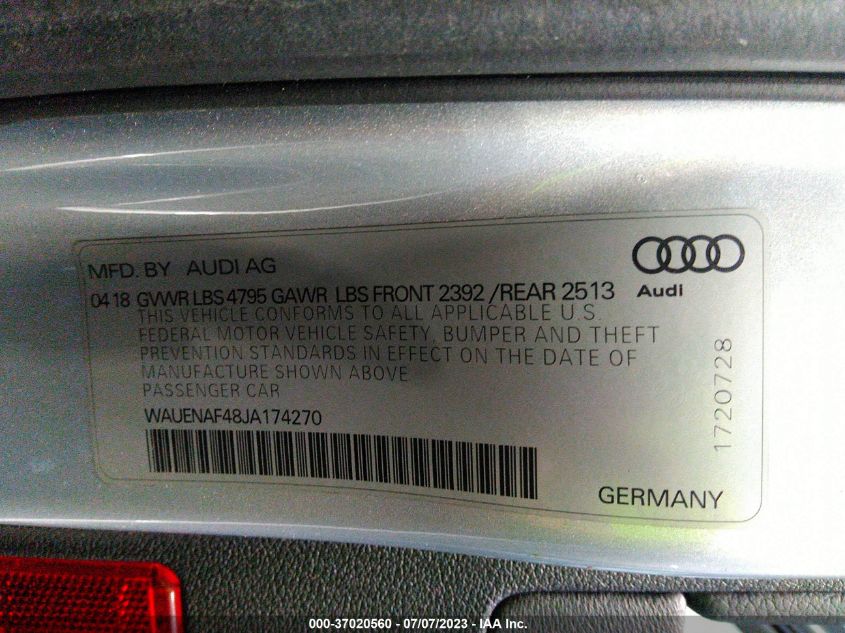 MFD. BY AUDI AG
Audi
04 18 GVWR LBS 4795 GAWR LBS FRONT 2392 /REAR 2513
THIS VEHICLE CONFORMS TO ALL APPLICABLE U.S.
FEDERAL MOTOR VEHICLE SAFETY, BUMPER AND THEFT
PREVENTION STANDARDS IN EFFECT ON THE DATE OF
MANUFACTURE SHOWN ABOVE.
PASSENGER CAR
WAUENAF48JA174270
1720728
GERMANY
000-37020560 - 07/07/2023 - IAA Inc.